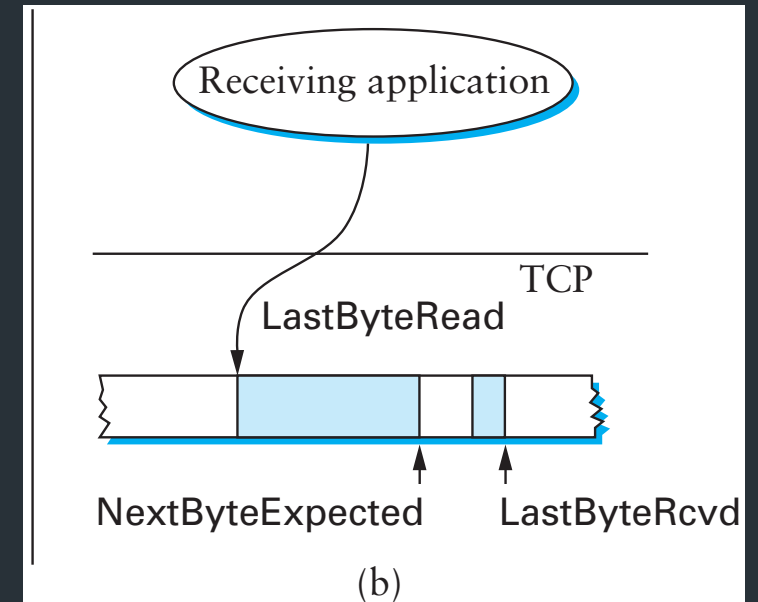 Receiving application
TCP
LastByteRead
NextByteExpected
LastByteRcvd
(b)